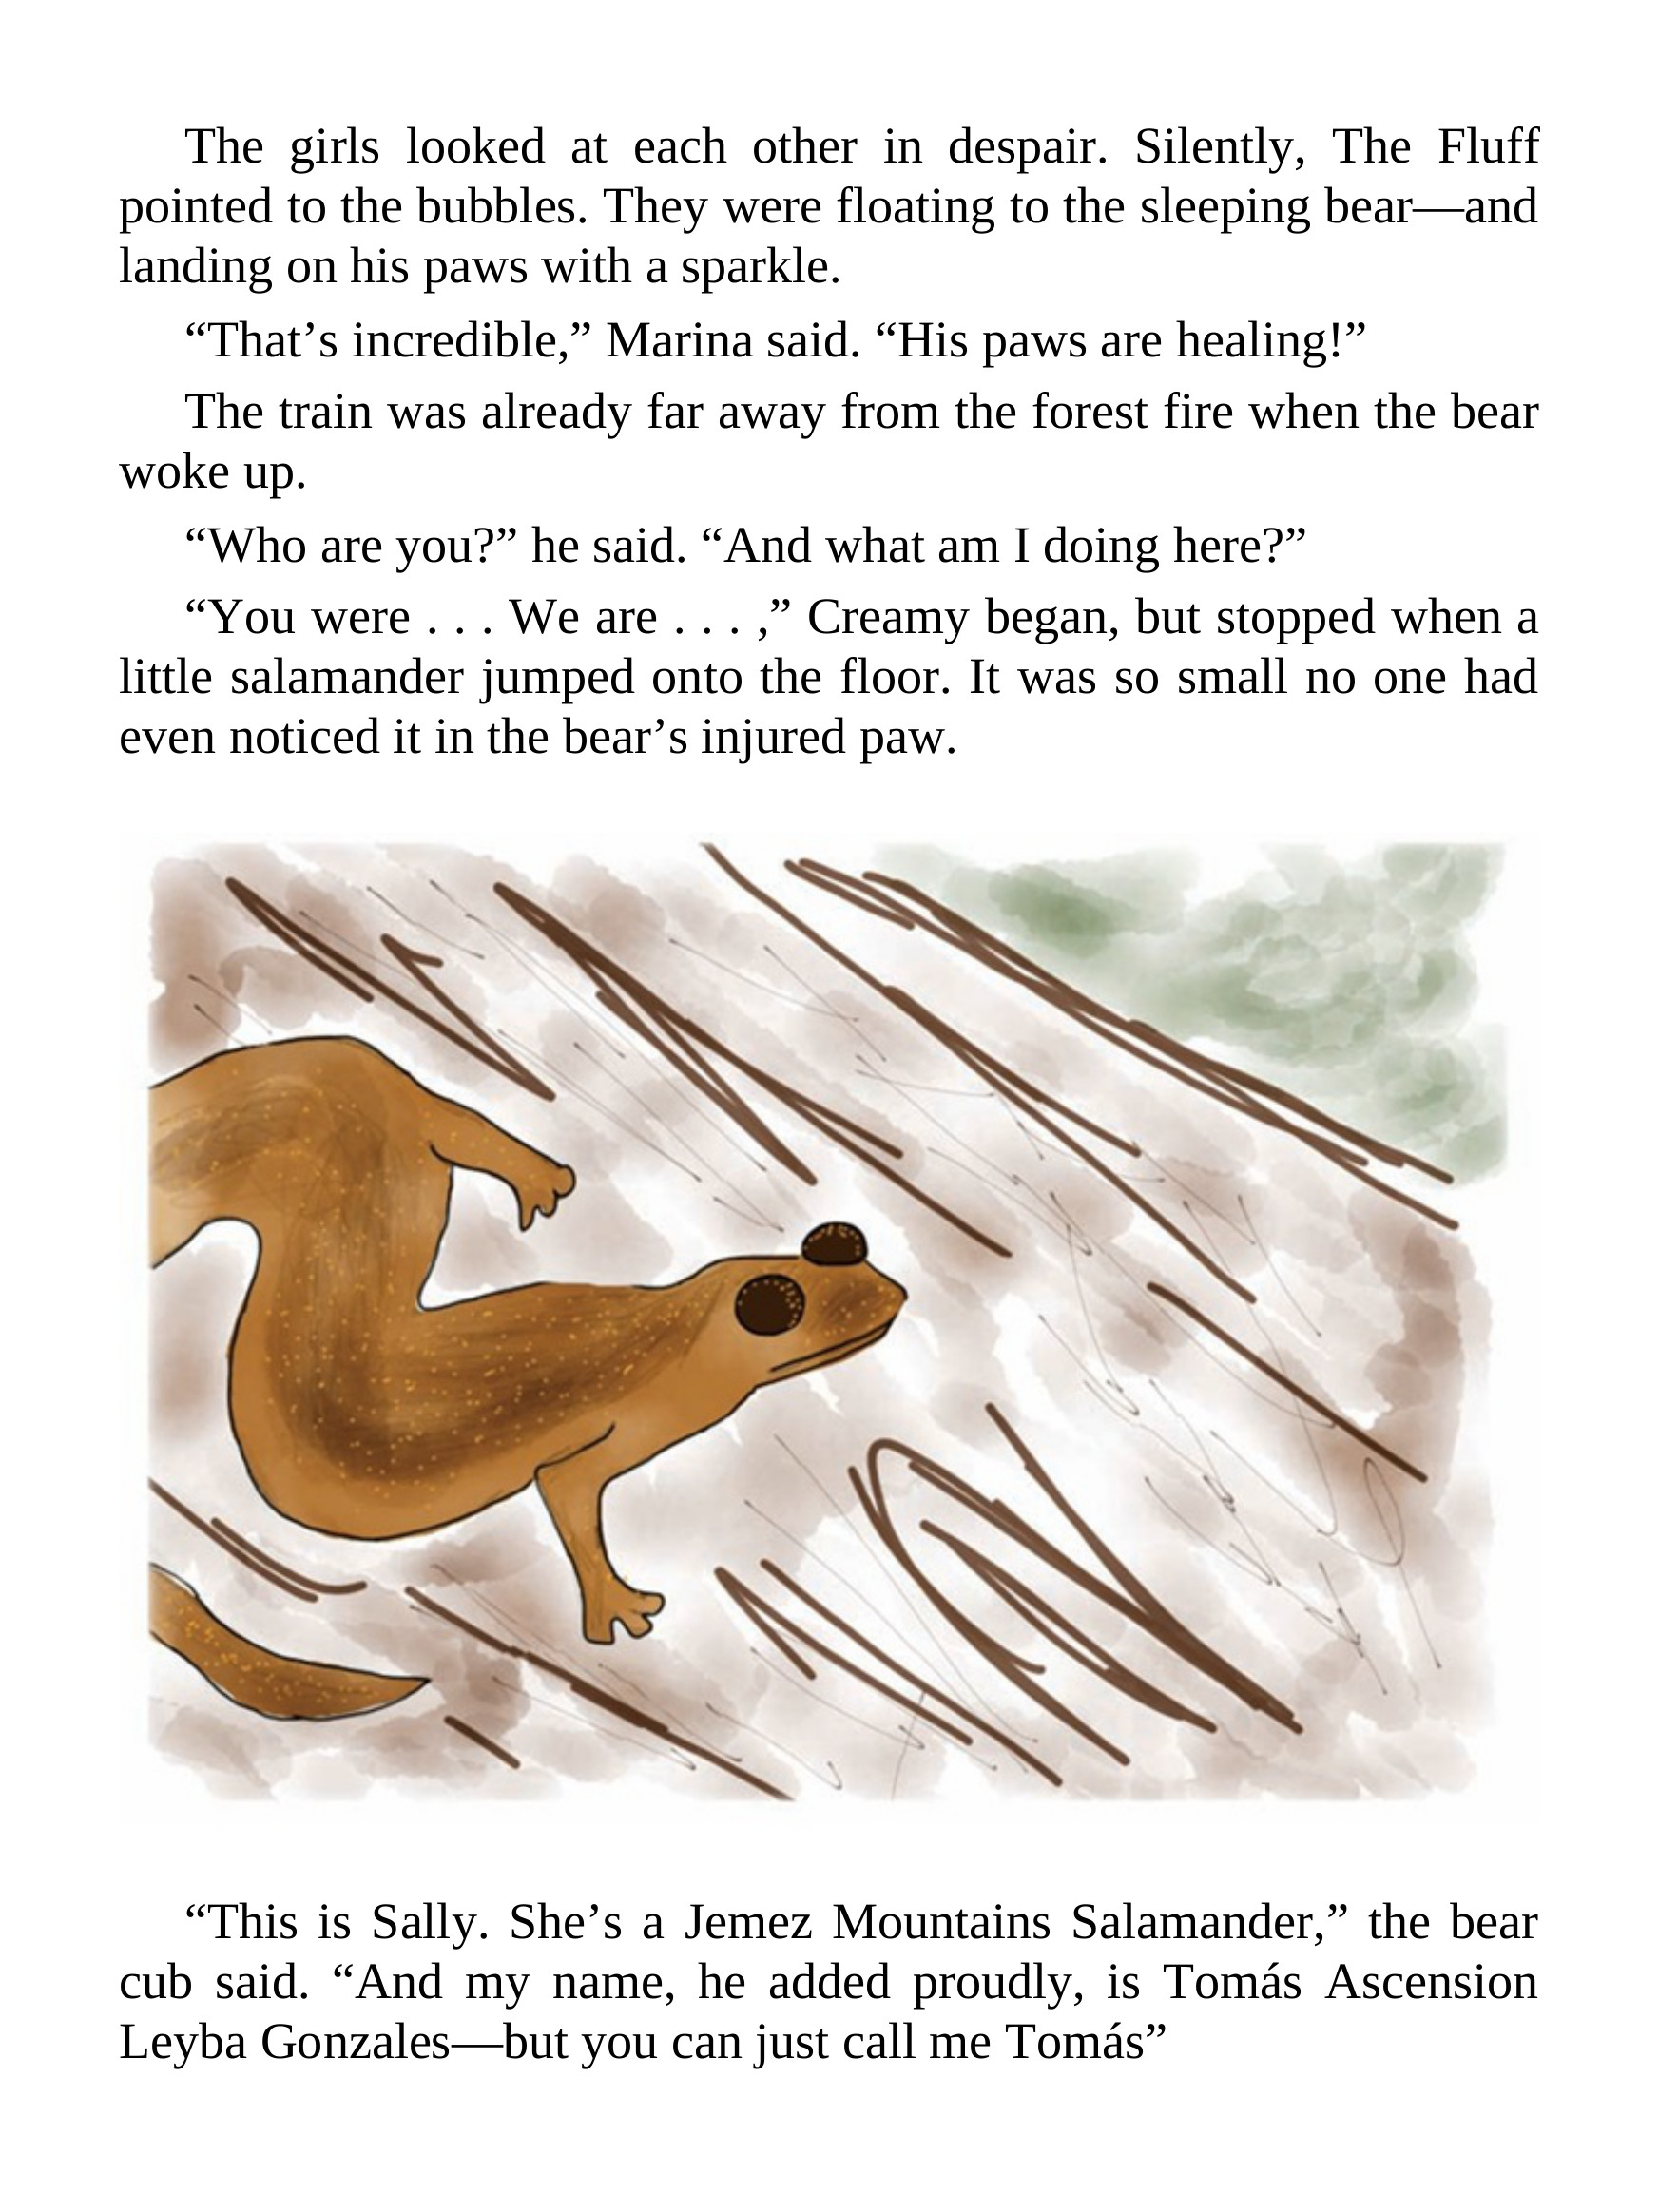 The girls looked at each other in despair. Silently, The Fluff
pointed to the bubbles. They were floating to the sleeping bear—and
landing on his paws with a sparkle.
“That’s incredible,” Marina said. “His paws are healing!”
The train was already far away from the forest fire when the bear
woke up.
“Who are you?” he said. “And what am I doing here?”
“You were . . . We are . . . ,” Creamy began, but stopped when a
little salamander jumped onto the floor. It was so small no one had
even noticed it in the bear’s injured paw.
“This is Sally. She’s a Jemez Mountains Salamander,” the bear
cub said. “And my name, he added proudly, is Tomás Ascension
Leyba Gonzales—but you can just call me Tomás”